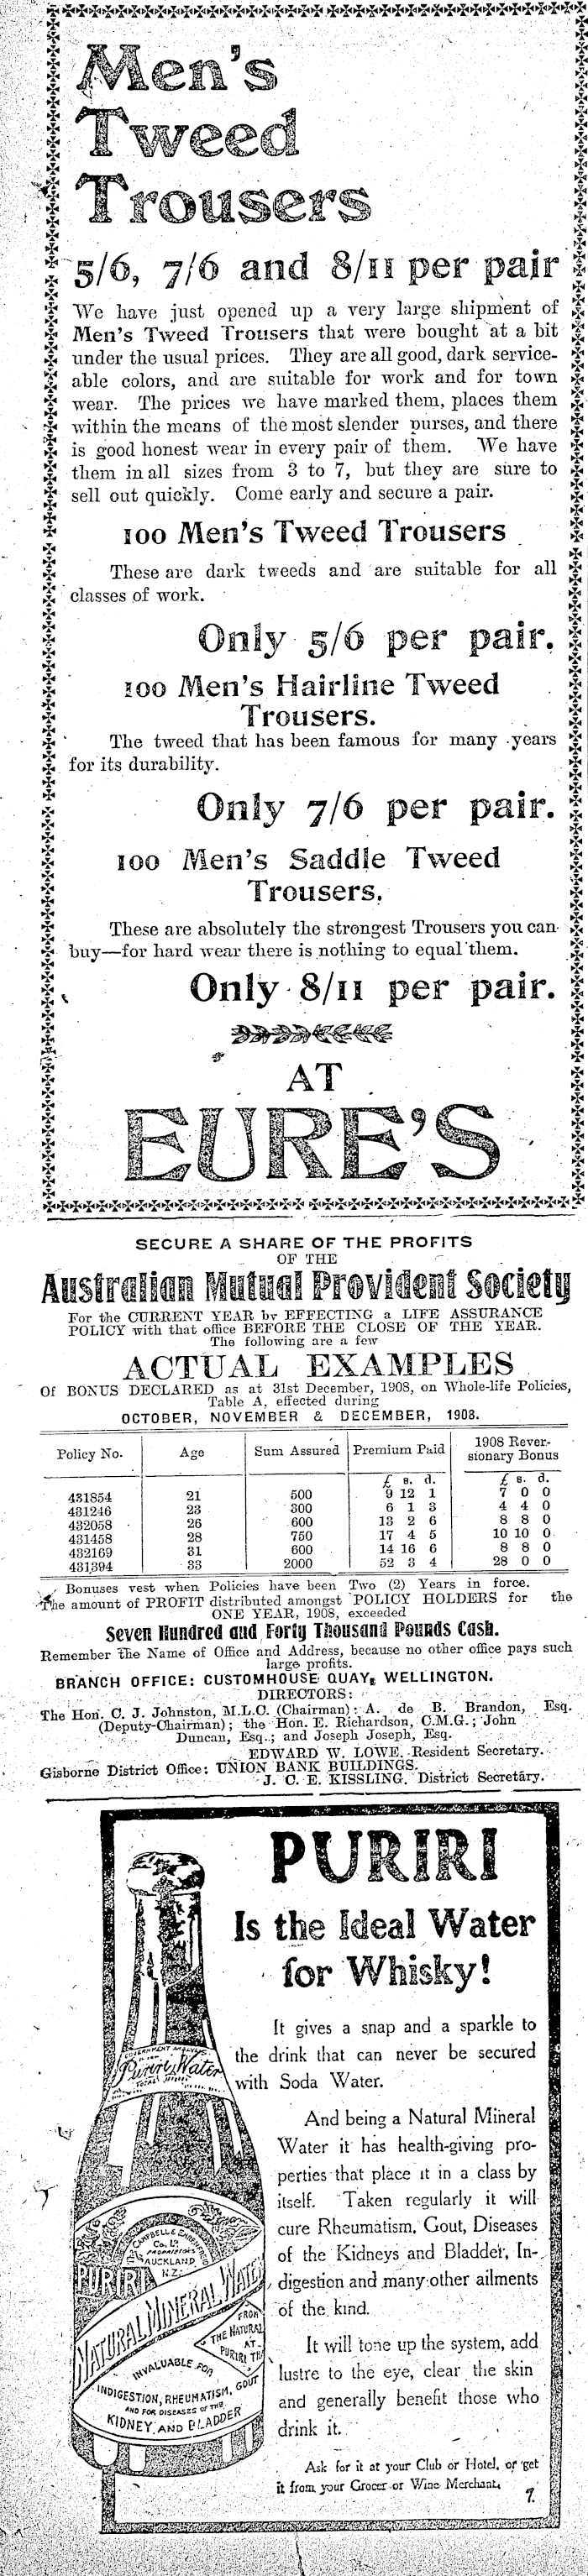 Men's
Tweed
Trousers
5/6, 7/6 and 8/11 per pair
We have just opened up a very large shipment of
Men's Tweed Trousers that were bought at a bit
under the usual prices. They are all good, dark service-
able colors, and are suitable for work and for town
wear. The prices we have marked them, places them
within the means of the most slender purses, and there
is good honest wear in every pair of them. We have
them in all sizes from 3 to 7, but they are sure to
sell out quickly. Come early and secure a pair.
100 Men's Tweed Trousers
These are dark tweeds and are suitable for all
classes of work.
Only 5/6 per pair.
100 Men's Hairline Tweed
Trousers.
The tweed that has been famous for many years
for its durability.
Only 7/6 per pair.
100 Men's Saddle Tweed
Trousers.
These are absolutely the strongest Trousers you can
buy—for hard wear there is nothing to equal them.
Only 8/11 per pair.
AT
EURE'S
SECURE A SHARE OF THE PROFITS
OF THE
Australian Mutual Provident Society
For the CURRENT YEAR by EFFECTING a LIFE ASSURANCE
POLICY with that office BEFORE THE CLOSE OF THE YEAR.
The following are a few
ACTUAL EXAMPLES
Of BONUS DECLARED as at 31st December, 1908, on Whole-life Policies,
Table A, effected during
OCTOBER, NOVEMBER & DECEMBER, 1908.
Policy No. Age Sum Assured Premium Paid 1908 Rever-
sionary Bonus
£ s. d. £ s. d.
431854 21 500 9 12 1 7 0 0
431246 23 300 6 1 3 4 4 0
432058 26 600 13 2 6 8 8 0
431458 28 750 17 4 5 10 10 0
432169 31 600 14 16 6 8 8 0
431394 33 2000 52 3 4 28 0 0
Bonuses vest when Policies have been Two (2) Years in force.
The amount of PROFIT distributed amongst POLICY HOLDERS for the
ONE YEAR, 1908, exceeded
Seven Hundred and Forty Thousand Pounds Cash.
Remember the Name of Office and Address, because no other office pays such
large profits.
BRANCH OFFICE: CUSTOMHOUSE QUAY, WELLINGTON.
DIRECTORS:
The Hon. C. J. Johnston, M.L.C. (Chairman): A. de B. Brandon, Esq.
(Deputy-Chairman); the Hon. E. Richardson, C.M.G.; John
Duncan, Esq.; and Joseph Joseph, Esq.
EDWARD W. LOWE, Resident Secretary.
Gisborne District Office: UNION BANK BUILDINGS.
J. C. E. KISSLING, District Secretary.
PURIRI
Is the Ideal Water
for Whisky!
It gives a snap and a sparkle to
the drink that can never be secured
with Soda Water.
And being a Natural Mineral
Water it has health-giving pro-
perties that place it in a class by
itself. Taken regularly it will
cure Rheumatism, Gout, Diseases
of the Kidneys and Bladder, In-
digestion and many other ailments
of the kind.
It will tone up the system, add
lustre to the eye, clear the skin
and generally benefit those who
drink it.
Ask for it at your Club or Hotel, or get
it from your Grocer or Wine Merchant.
7.
Puriri Water
THE CAMPBELL & EHRENFRIED
Co., Ld.
PROPRIETORS
AUCKLAND
N.Z.
PURIRI
NATURAL MINERAL WATER
FROM
THE NATURAL
AT
PURIRI
INVALUABLE FOR
INDIGESTION, RHEUMATISM, GOUT
AND FOR DISEASES OF THE
KIDNEY AND BLADDER